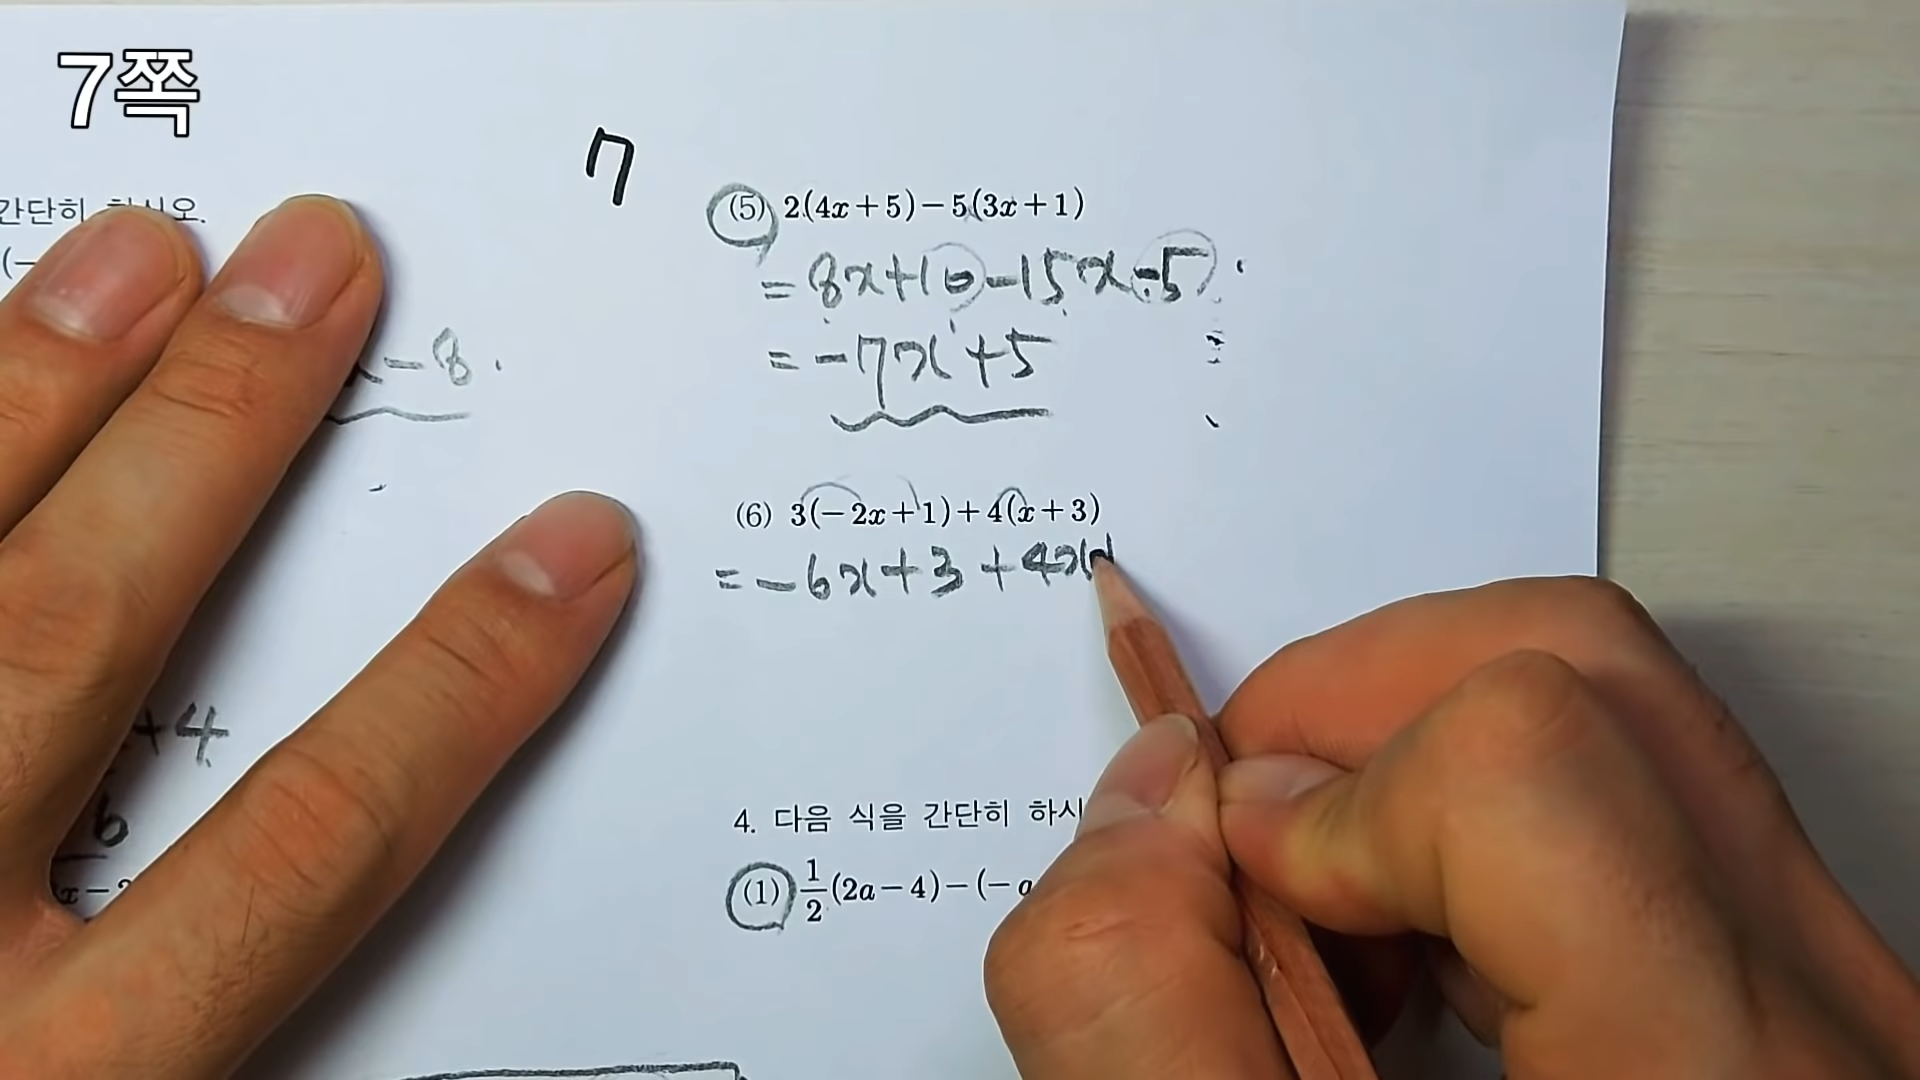 7쪽
7
간단히 하시오.
(-
-8.
+4
6
x-2
(5) 2(4x+5)-5(3x+1)
=8x+10-15x-5
=-7x+5
(6) 3(-2x+1)+4(x+3)
=-6x+3+4x
4. 다음 식을 간단히 하시
(1) 1/2(2a-4)-(-a